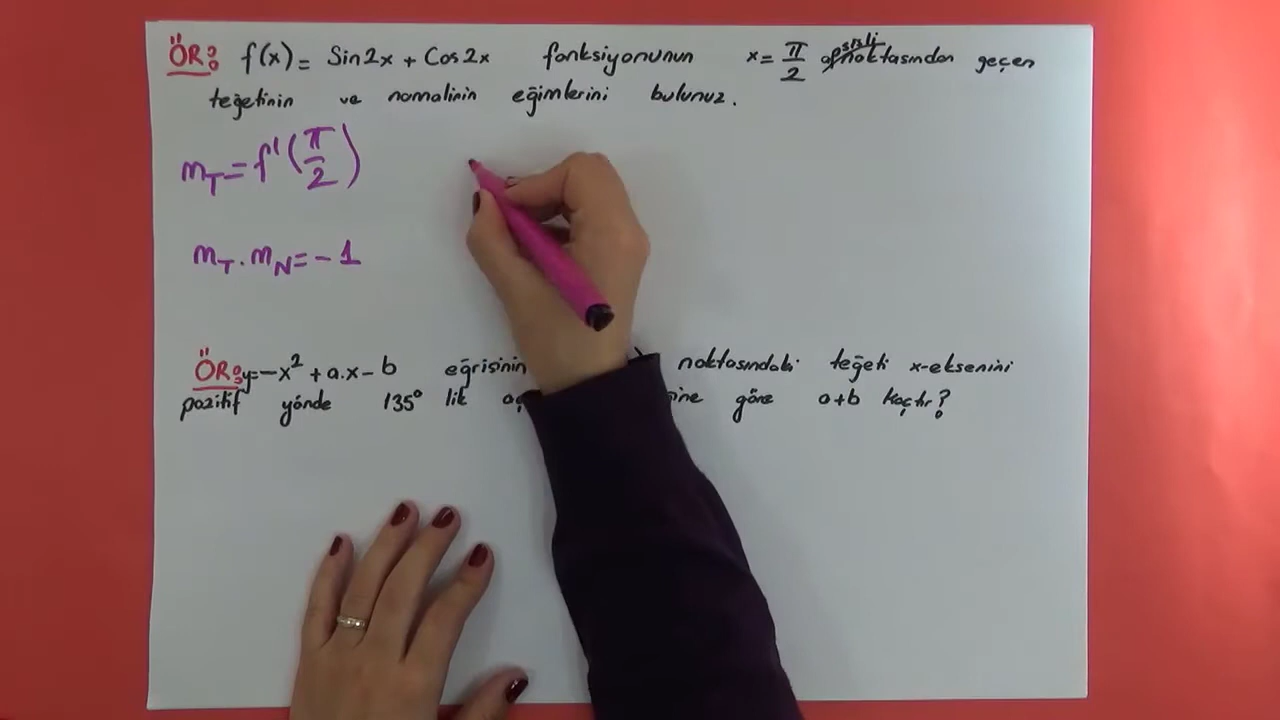 ÖR: f(x) = Sin2x + Cos2x fonksiyonunun x = π/2 apsisli noktasından geçen
teğetinin ve normalinin eğimlerini bulunuz.
m_T = f'(π/2)
m_T . m_N = -1
ÖR: y=-x² + a.x - b eğrisinin noktasındaki teğeti x-eksenini
pozitif yönde 135° lik göre a+b kaçtır?